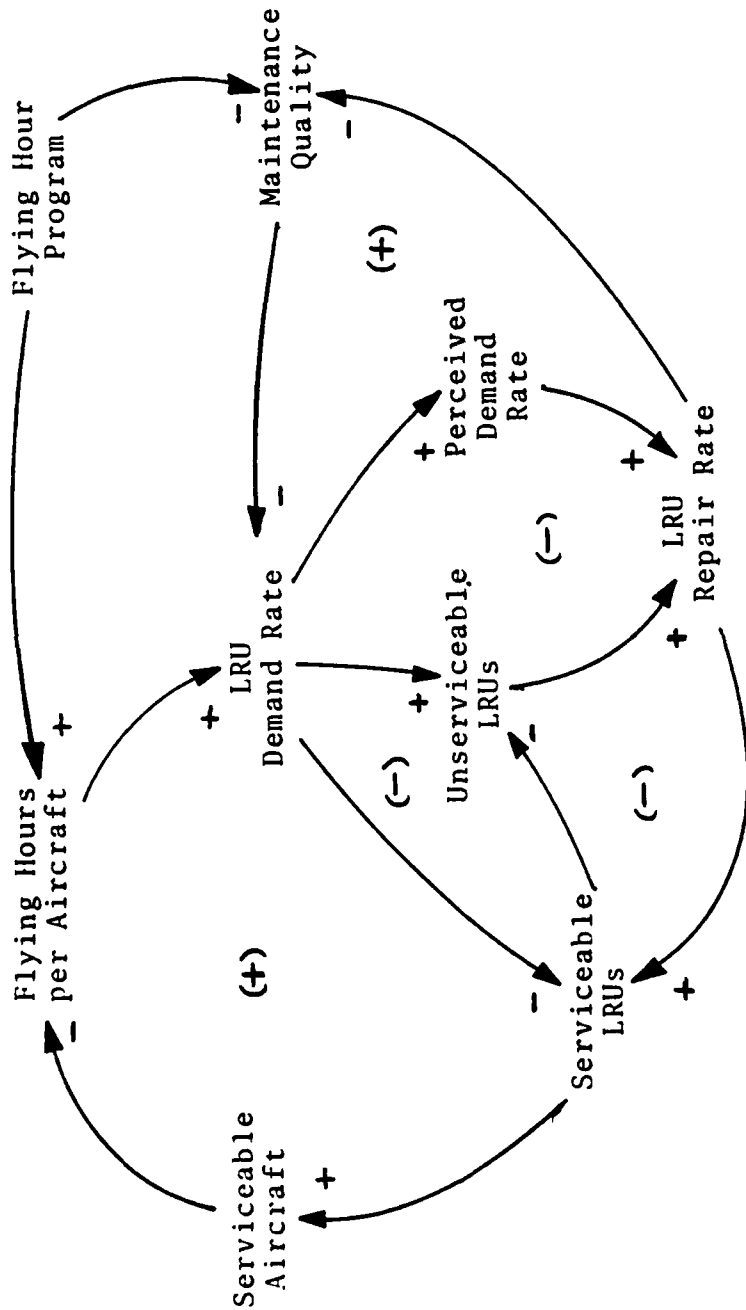 Flying Hour
Program
Flying Hours
per Aircraft
+
-
-
Maintenance
Quality
-
Serviceable
Aircraft
+
(+)
+
LRU
Demand Rate
-
(+)
(-)
+
Unserviceable
LRUs
-
+
Perceived
Demand
Rate
(-)
-
Serviceable
LRUs
+
(-)
+
+
LRU
Repair Rate